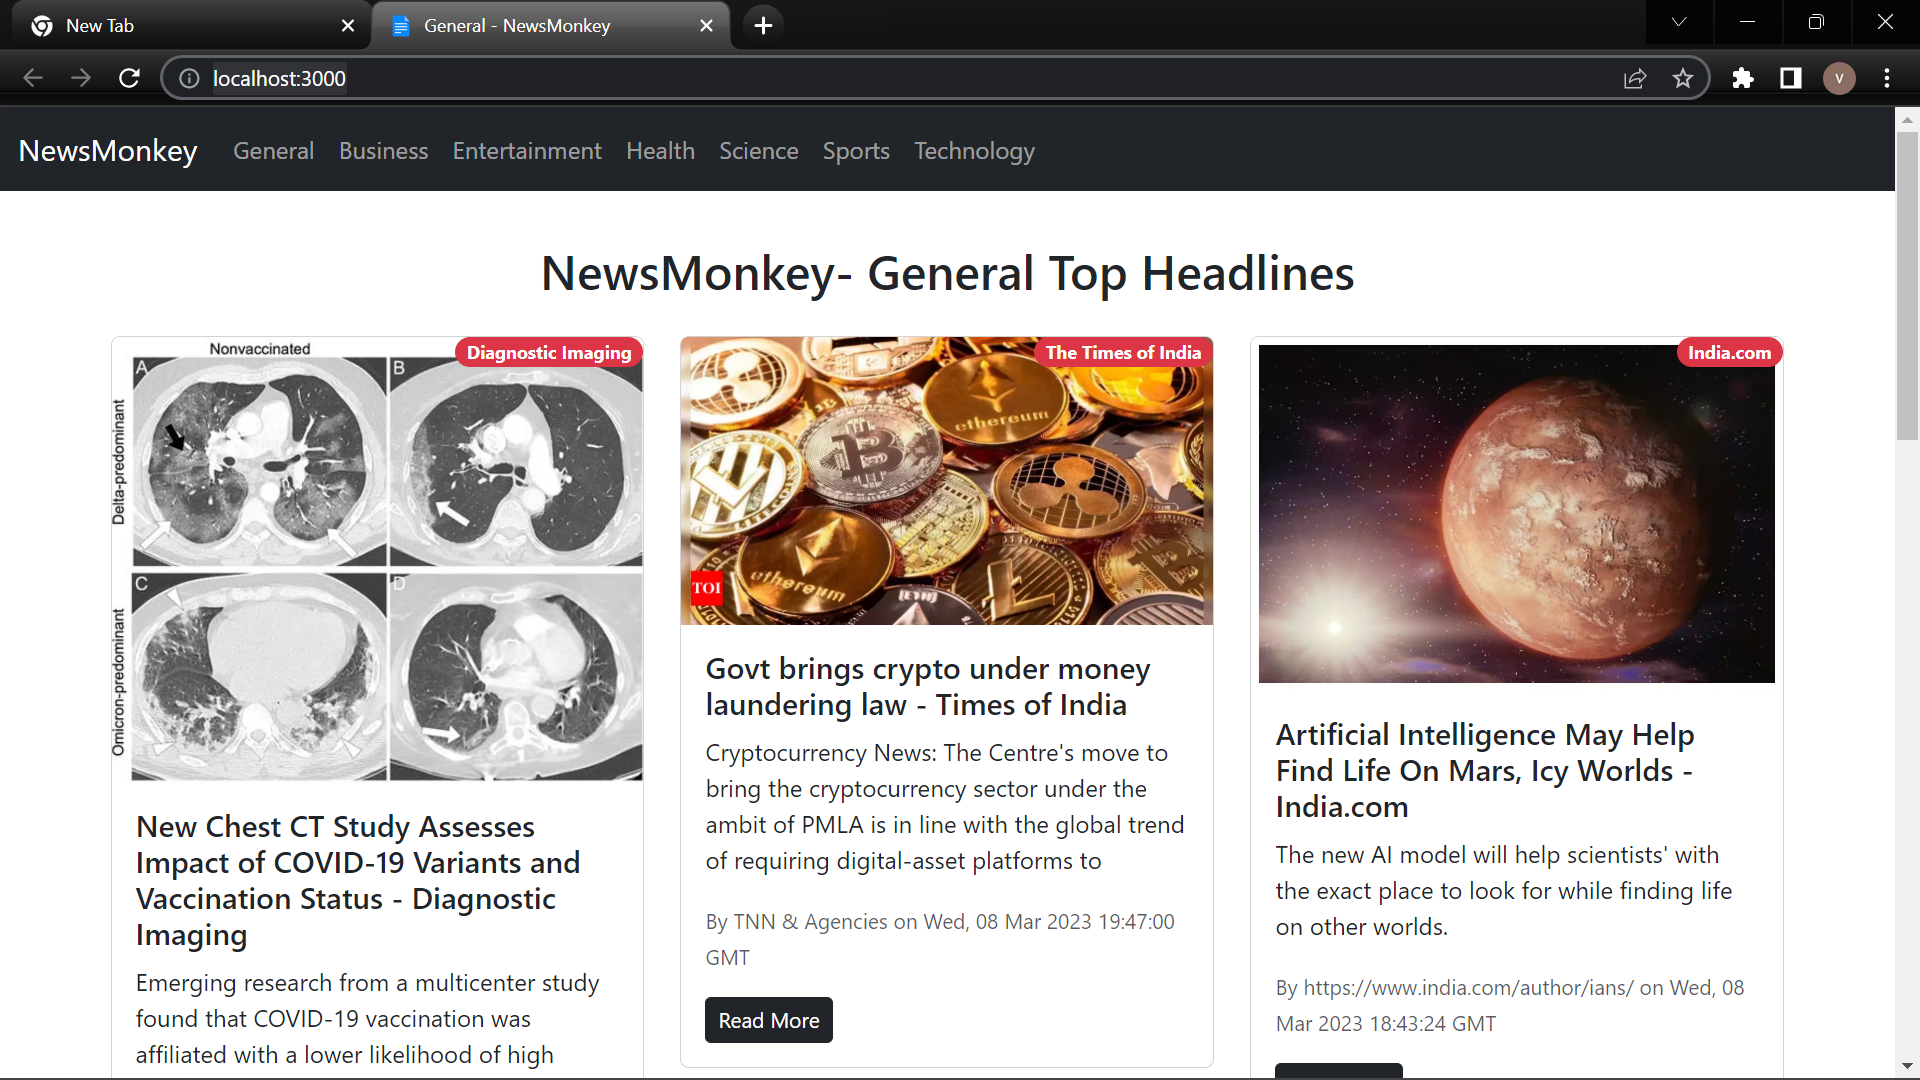 New Tab
General - NewsMonkey
localhost:3000
V
NewsMonkey General Business Entertainment Health Science Sports Technology
NewsMonkey- General Top Headlines
Nonvaccinated
Diagnostic Imaging
A
B
Delta-predominant
C
D
Omicron-predominant
New Chest CT Study Assesses
Impact of COVID-19 Variants and
Vaccination Status - Diagnostic
Imaging
Emerging research from a multicenter study
found that COVID-19 vaccination was
affiliated with a lower likelihood of high
The Times of India
ethereum
ethereum
TOI
Govt brings crypto under money
laundering law - Times of India
Cryptocurrency News: The Centre's move to
bring the cryptocurrency sector under the
ambit of PMLA is in line with the global trend
of requiring digital-asset platforms to
By TNN & Agencies on Wed, 08 Mar 2023 19:47:00
GMT
Read More
India.com
Artificial Intelligence May Help
Find Life On Mars, Icy Worlds -
India.com
The new AI model will help scientists' with
the exact place to look for while finding life
on other worlds.
By https://www.india.com/author/ians/ on Wed, 08
Mar 2023 18:43:24 GMT